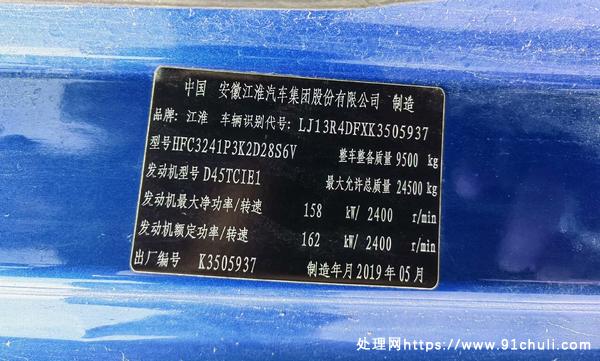 中国 安徽江淮汽车集团股份有限公司 制造
品牌: 江淮 车辆识别代号: LJ13R4DFXK3505937
型号HFC3241P3K2D28S6V 整车整备质量 9500 kg
发动机型号 D45TCIE1 最大允许总质量 24500 kg
发动机最大净功率/转速 158 kW/ 2400 r/min
发动机额定功率/转速 162 kW/ 2400 r/min
出厂编号 K3505937 制造年月2019年05月
处理网https://www.91chuli.com/